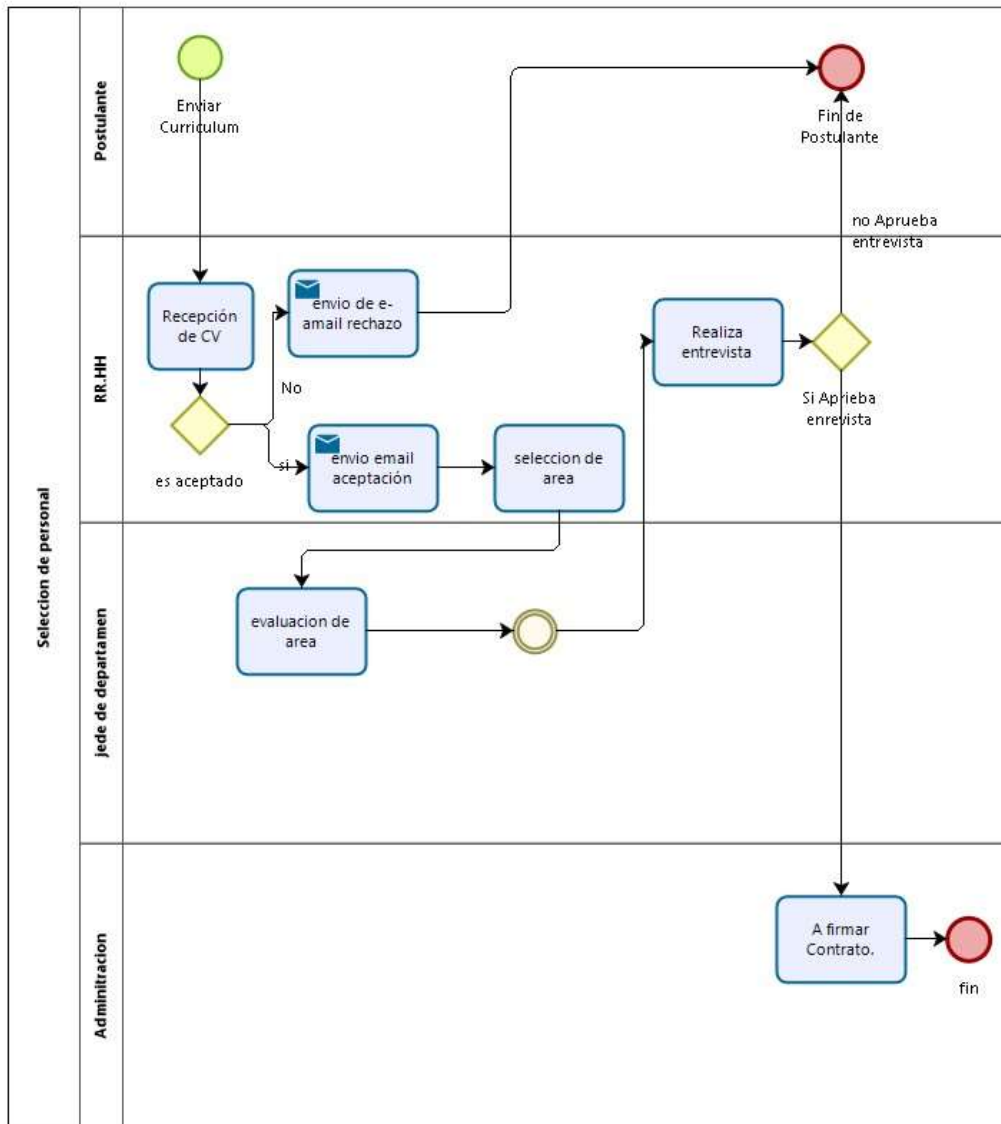 Seleccion de personal
Postulante
Enviar
Curriculum
Fin de
Postulante
no Aprueba
entrevista
RR.HH
Recepción
de CV
envio de e-
amail rechazo
No
es aceptado
si
envio email
aceptación
seleccion de
area
Realiza
entrevista
Si Aprieba
enrevista
jede de departamen
evaluacion de
area
Adminitracion
A firmar
Contrato.
fin